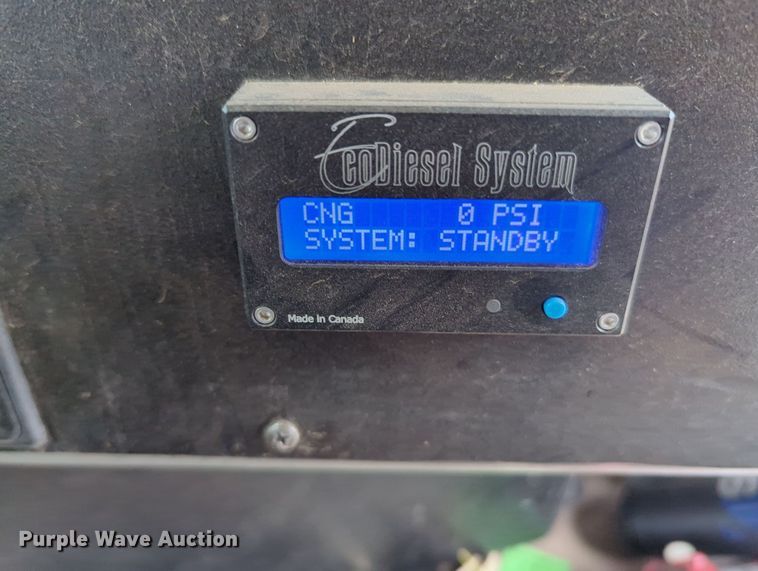 EcoDiesel System
CNG 0 PSI
SYSTEM: STANDBY
Made in Canada
Purple Wave Auction